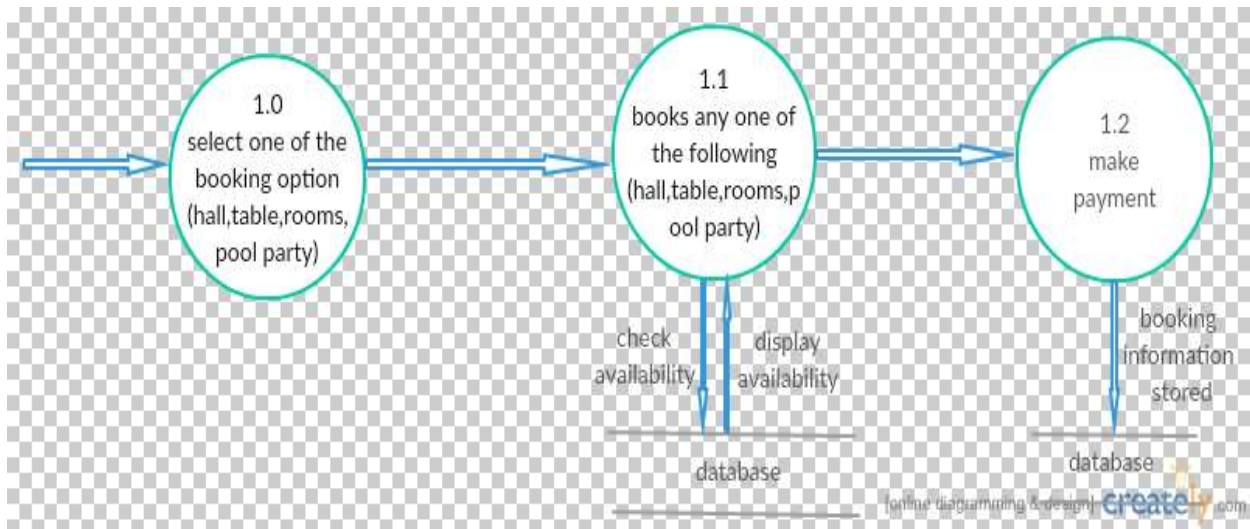 1.0
select one of the
booking option
(hall,table,rooms,
pool party)
1.1
books any one of
the following
(hall,table,rooms,p
ool party)
1.2
make
payment
check
availability
display
availability
booking
information
stored
database
database
[online diagramming & design] creately.com